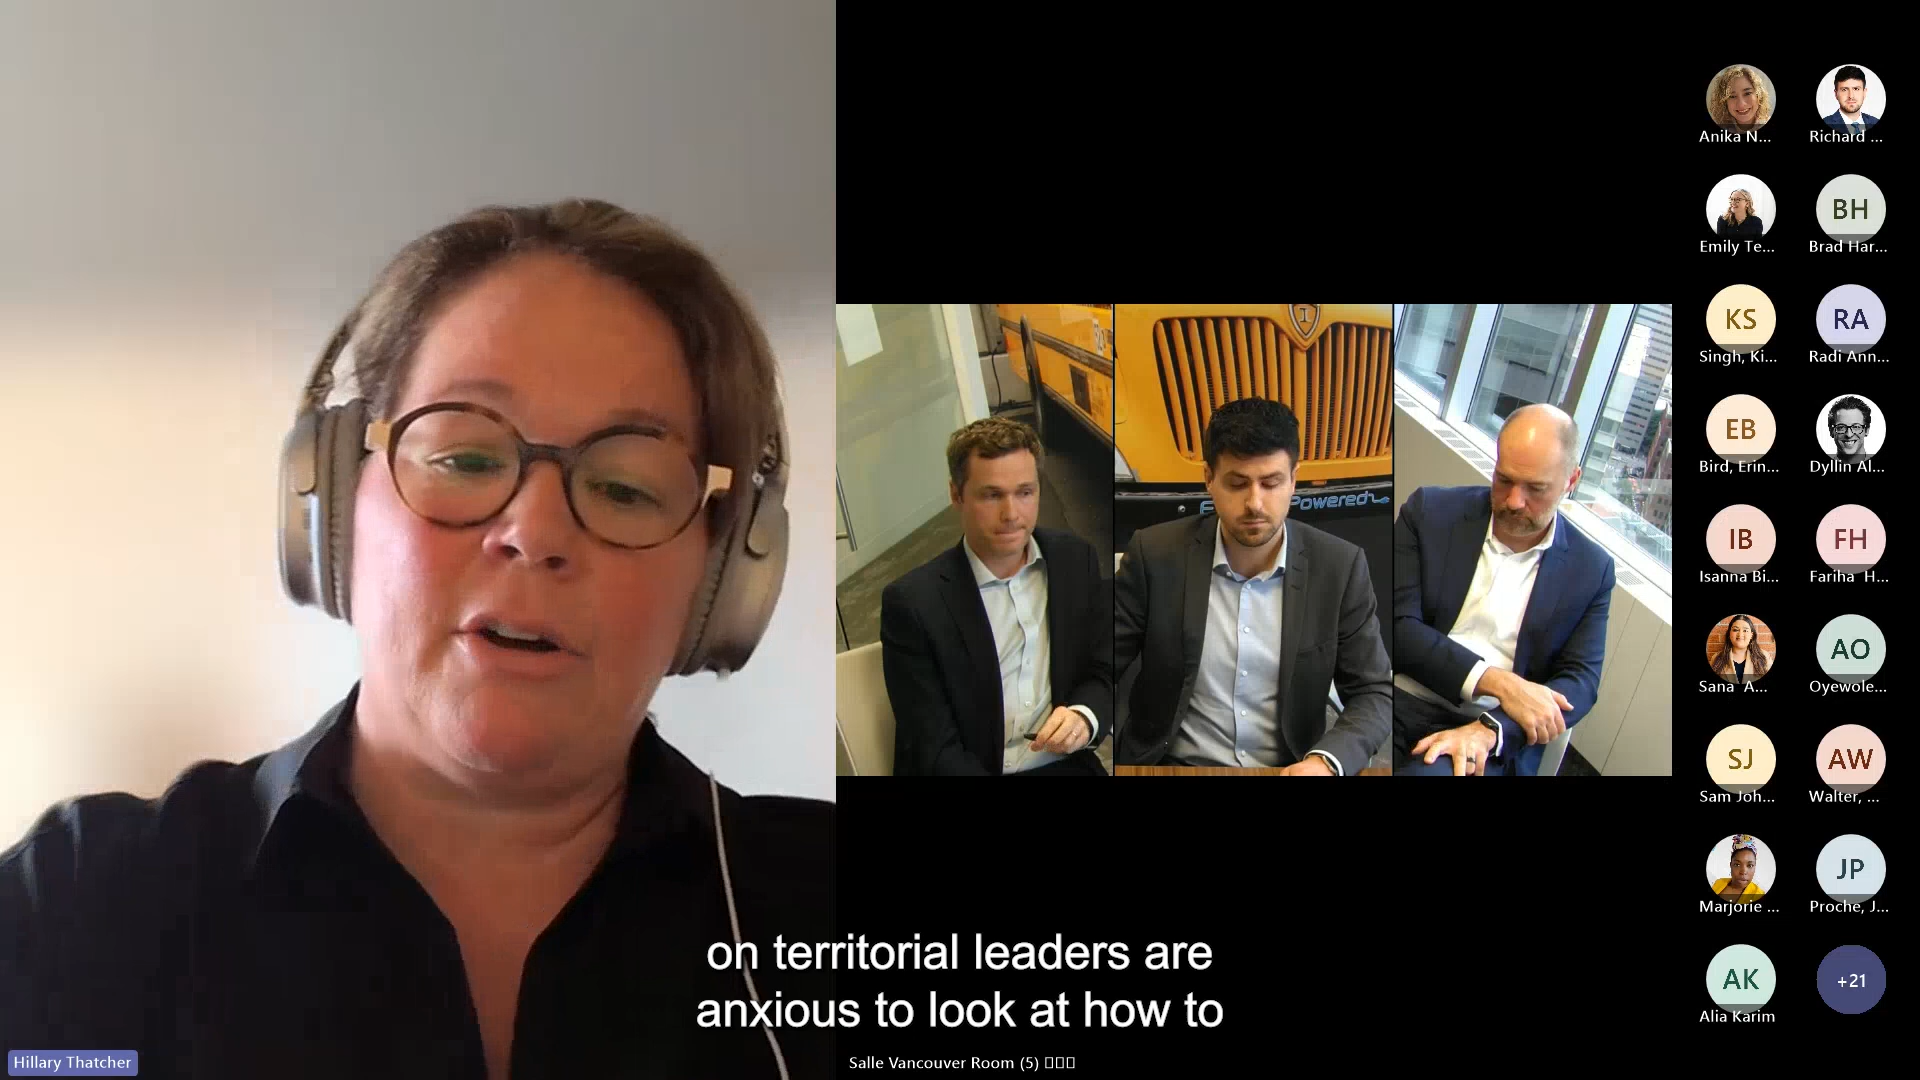 Anika N...
Richard ...
Emily Te...
BH
Brad Har...
KS
Singh, Ki...
RA
Radi Ann...
EB
Bird, Erin...
Dyllin Al...
IB
Isanna Bi...
FH
Fariha H...
Sana A...
AO
Oyewole...
SJ
Sam Joh...
AW
Walter, ...
Marjorie ...
JP
Proche, J...
AK
Alia Karim
+21
Powered
on territorial leaders are
anxious to look at how to
Hillary Thatcher
Salle Vancouver Room (5)